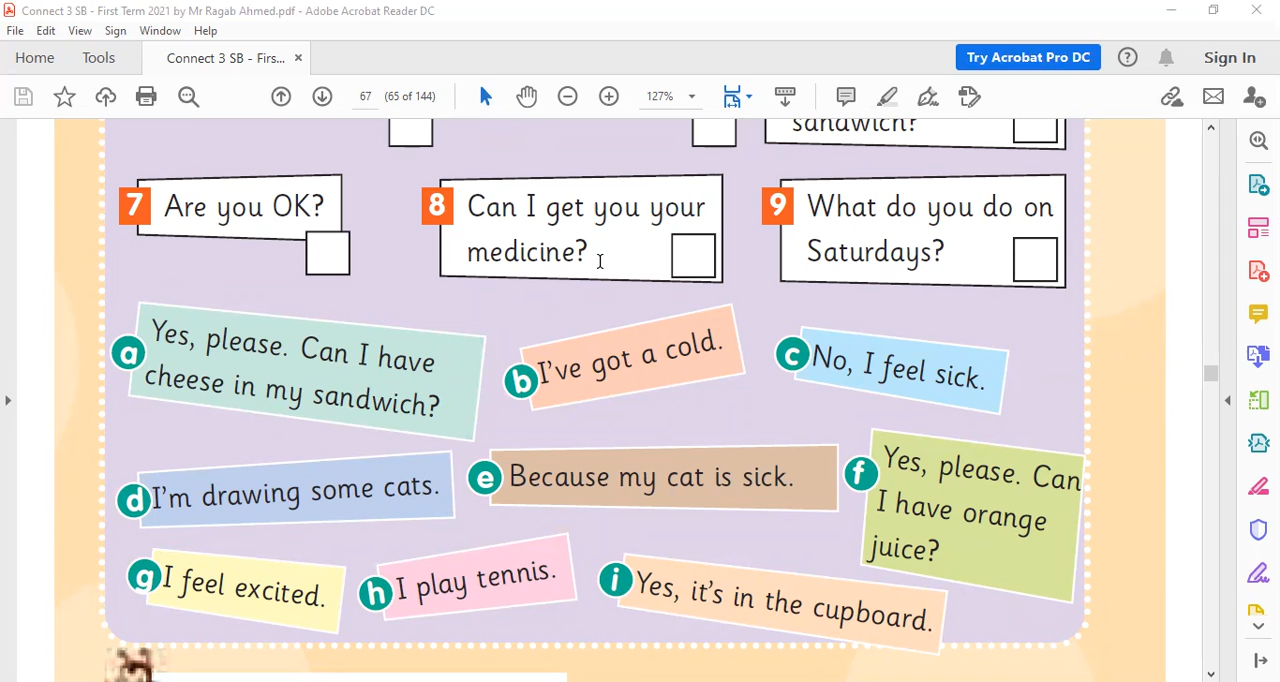 Connect 3 SB - First Term 2021 by Mr Ragab Ahmed.pdf - Adobe Acrobat Reader DC
File Edit View Sign Window Help
Home Tools Connect 3 SB - Firs... × Try Acrobat Pro DC Sign In
67 (65 of 144) 127%
sandwich?
7 Are you OK?
8 Can I get you your
medicine?
9 What do you do on
Saturdays?
a Yes, please. Can I have
cheese in my sandwich?
b I've got a cold.
c No, I feel sick.
d I'm drawing some cats.
e Because my cat is sick.
f Yes, please. Can
I have orange
juice?
g I feel excited.
h I play tennis.
i Yes, it's in the cupboard.